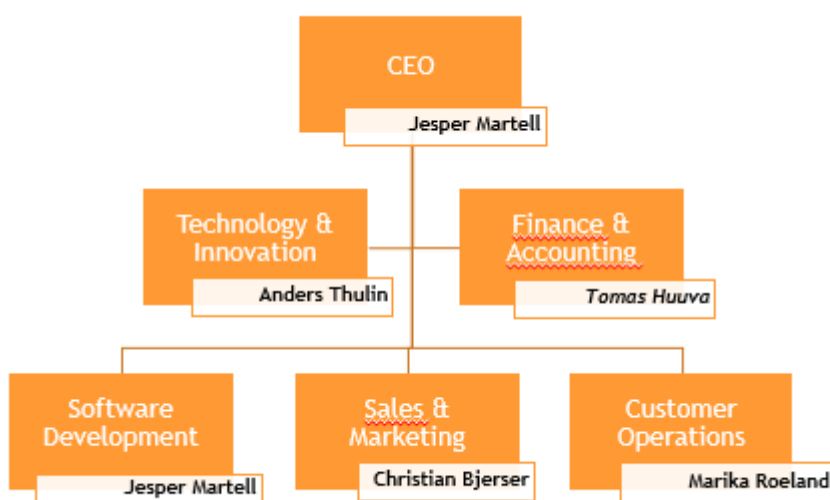 CEO
Jesper Martell
Technology &
Innovation
Anders Thulin
Finance &
Accounting
Tomas Huuva
Software
Development
Jesper Martell
Sales &
Marketing
Christian Bjerser
Customer
Operations
Marika Roeland